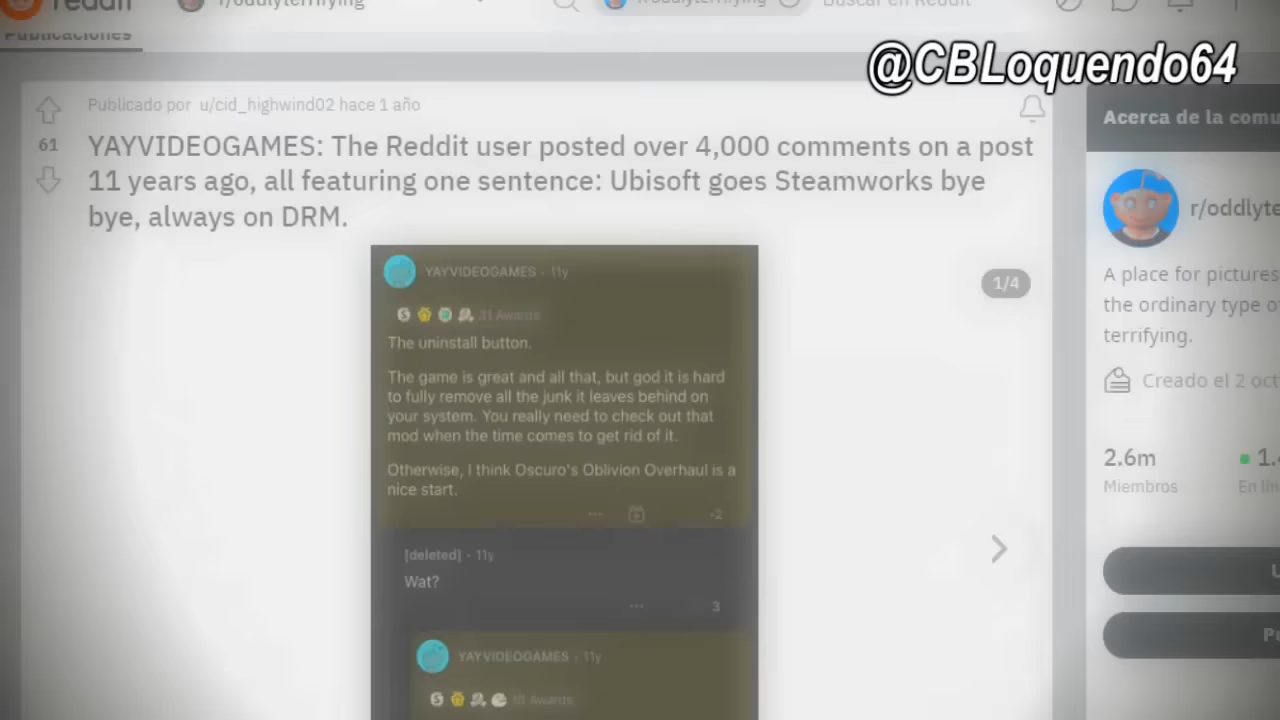 reddit
r/oddlyterrifying
r/oddlyterrifying
Buscar en Reddit
Publicaciones
@CBLoquendo64
Publicado por u/cid_highwind02 hace 1 año
61
YAYVIDEOGAMES: The Reddit user posted over 4,000 comments on a post
11 years ago, all featuring one sentence: Ubisoft goes Steamworks bye
bye, always on DRM.
1/4
YAYVIDEOGAMES · 11y
31 Awards
The uninstall button.
The game is great and all that, but god it is hard
to fully remove all the junk it leaves behind on
your system. You really need to check out that
mod when the time comes to get rid of it.
Otherwise, I think Oscuro's Oblivion Overhaul is a
nice start.
... -2
[deleted] · 11y
Wat?
... 3
YAYVIDEOGAMES · 11y
10 Awards
Acerca de la comu
r/oddlyte
A place for pictures
the ordinary type o
terrifying.
Creado el 2 oct
2.6m
1.
Miembros
En lín
U